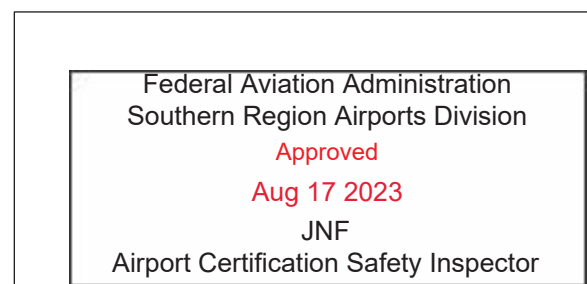 Federal Aviation Administration
Southern Region Airports Division
Approved
Aug 17 2023
JNF
Airport Certification Safety Inspector